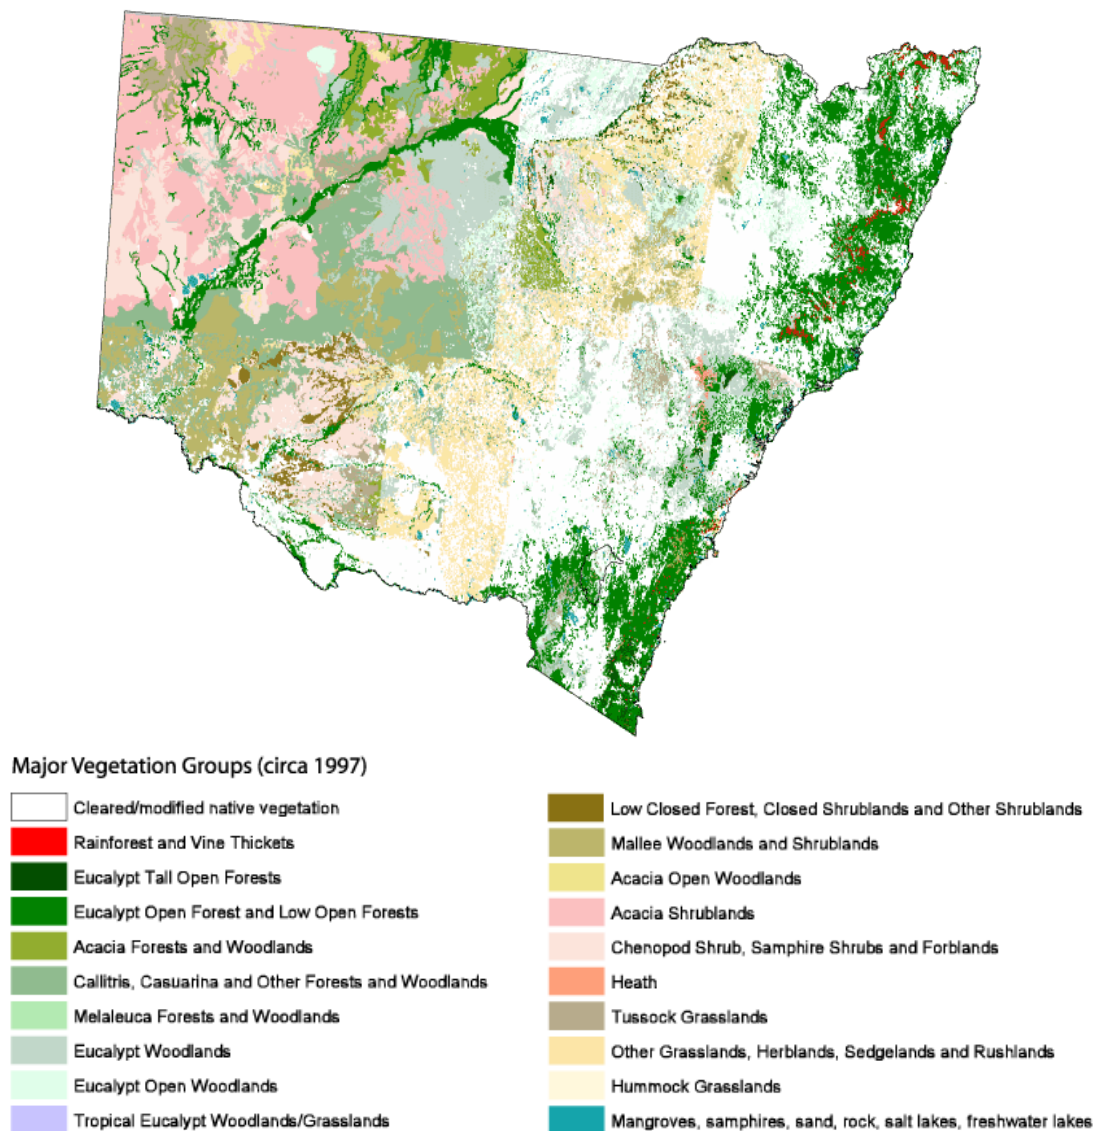 Major Vegetation Groups (circa 1997)
Cleared/modified native vegetation
Rainforest and Vine Thickets
Eucalypt Tall Open Forests
Eucalypt Open Forest and Low Open Forests
Acacia Forests and Woodlands
Callitris, Casuarina and Other Forests and Woodlands
Melaleuca Forests and Woodlands
Eucalypt Woodlands
Eucalypt Open Woodlands
Tropical Eucalypt Woodlands/Grasslands
Low Closed Forest, Closed Shrublands and Other Shrublands
Mallee Woodlands and Shrublands
Acacia Open Woodlands
Acacia Shrublands
Chenopod Shrub, Samphire Shrubs and Forblands
Heath
Tussock Grasslands
Other Grasslands, Herblands, Sedgelands and Rushlands
Hummock Grasslands
Mangroves, samphires, sand, rock, salt lakes, freshwater lakes